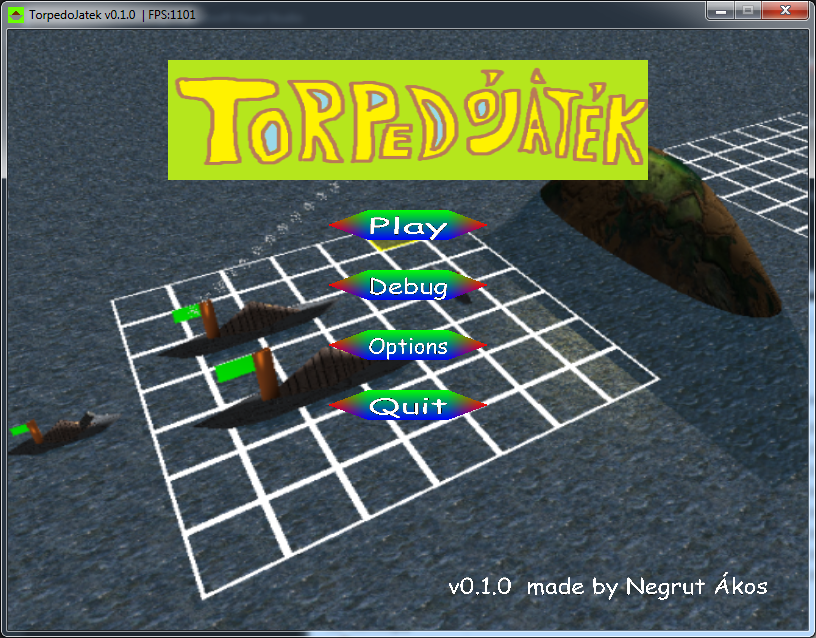 TorpedoJatek v0.1.0 | FPS:1101
TORPEDÓJÁTÉK
Play
Debug
Options
Quit
v0.1.0 made by Negrut Ákos